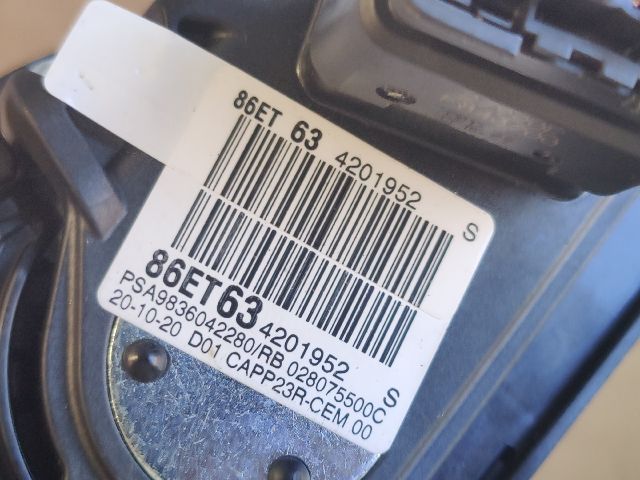 86ET 63 4201952 S
86ET63 4201952 S
PSA9836042280/RB 028075500C
20-10-20 D01 CAPP23R-CEM 00